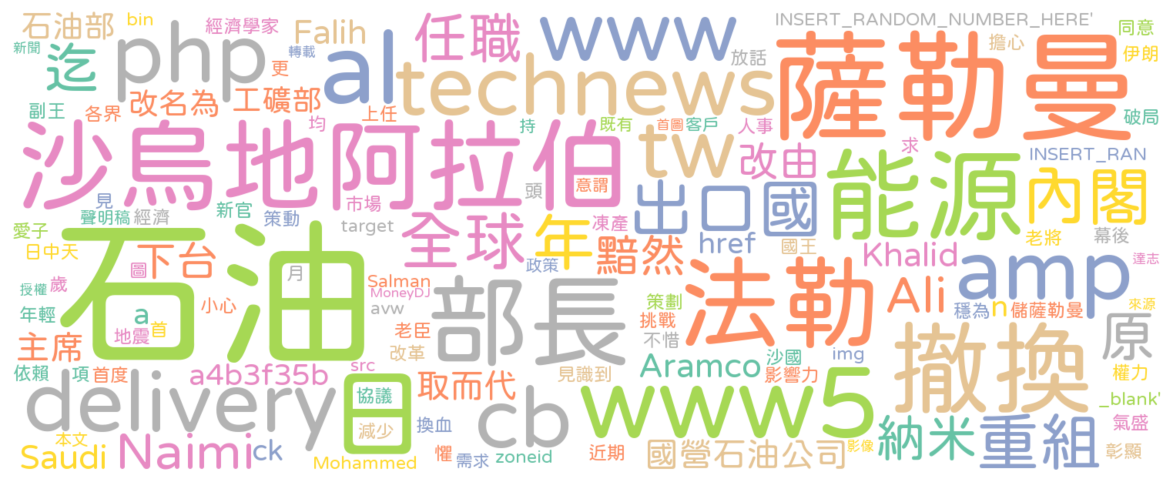 石油部 bin 經濟學家 Falih 新聞 轉載 迄 php 更 al 任職 www 放話 INSERT_RANDOM_NUMBER_HERE' 擔心 同意 伊朗
副王 各界 改名為 工礦部 上任 technews 薩勒曼 破局
沙烏地阿拉伯 均 持 既有 首圖 客戶 人事 tw 改由 求 能源 INSERT_RAN
見 聲明稿 經濟 新官 策動 市場 target 頭 意謂 出口國 內閣
愛子 日中天 全球 年 凍產 黯然 href 國王 Khalid 老將 幕後
石油 下台 圖 月 Salman MoneyDJ 政策 部長 法勒 Ali amp 達志
授權 歲 年輕 a 地震 首 小心 avw 老臣 策劃 挑戰 穩為 n 儲薩勒曼 來源
主席 改革 不惜 撤換 原
依賴 項 首度 a4b3f35b src 協議 取而代 見識到 Aramco 沙國 影響力 img 權力
delivery 日 cb www5 _blank'
減少 換血 納米 重組 氣盛
本文 Saudi Naimi ck Mohammed 懼 需求 zoneid 近期 國營石油公司 影像 彰顯